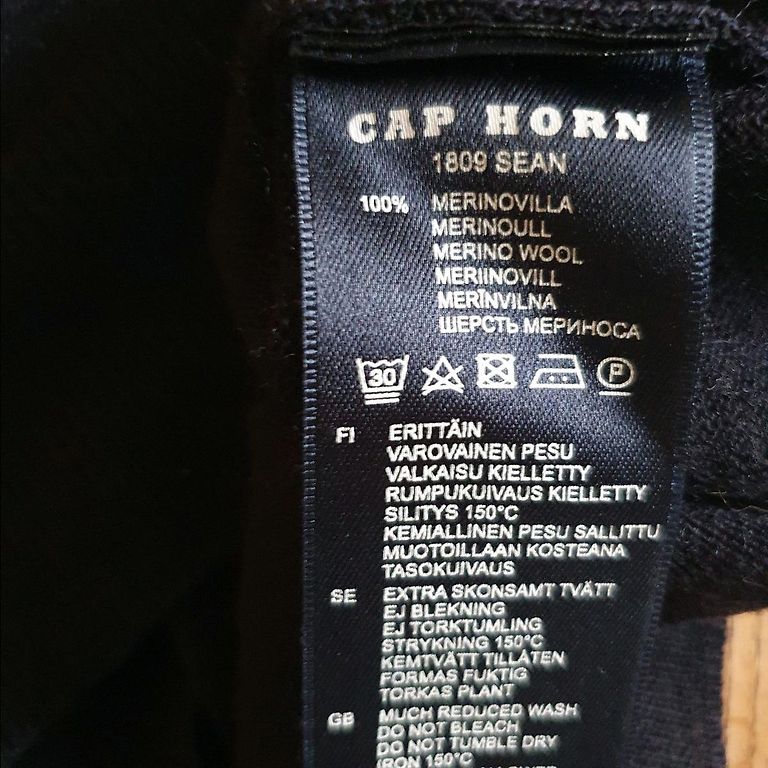 CAP HORN
1809 SEAN
100% MERINOVILLA
MERINOULL
MERINO WOOL
MERIINOVILL
MERĪNVILNA
ШЕРСТЬ МЕРИНОСА
30 P
FI ERITTÄIN
VAROVAINEN PESU
VALKAISU KIELLETTY
RUMPUKUIVAUS KIELLETTY
SILITYS 150°C
KEMIALLINEN PESU SALLITTU
MUOTOILLAAN KOSTEANA
TASOKUIVAUS
SE EXTRA SKONSAMT TVÄTT
EJ BLEKNING
EJ TORKTUMLING
STRYKNING 150°C
KEMTVÄTT TILLÅTEN
FORMAS FUKTIG
TORKAS PLANT
GB MUCH REDUCED WASH
DO NOT BLEACH
DO NOT TUMBLE DRY
IRON 150°C